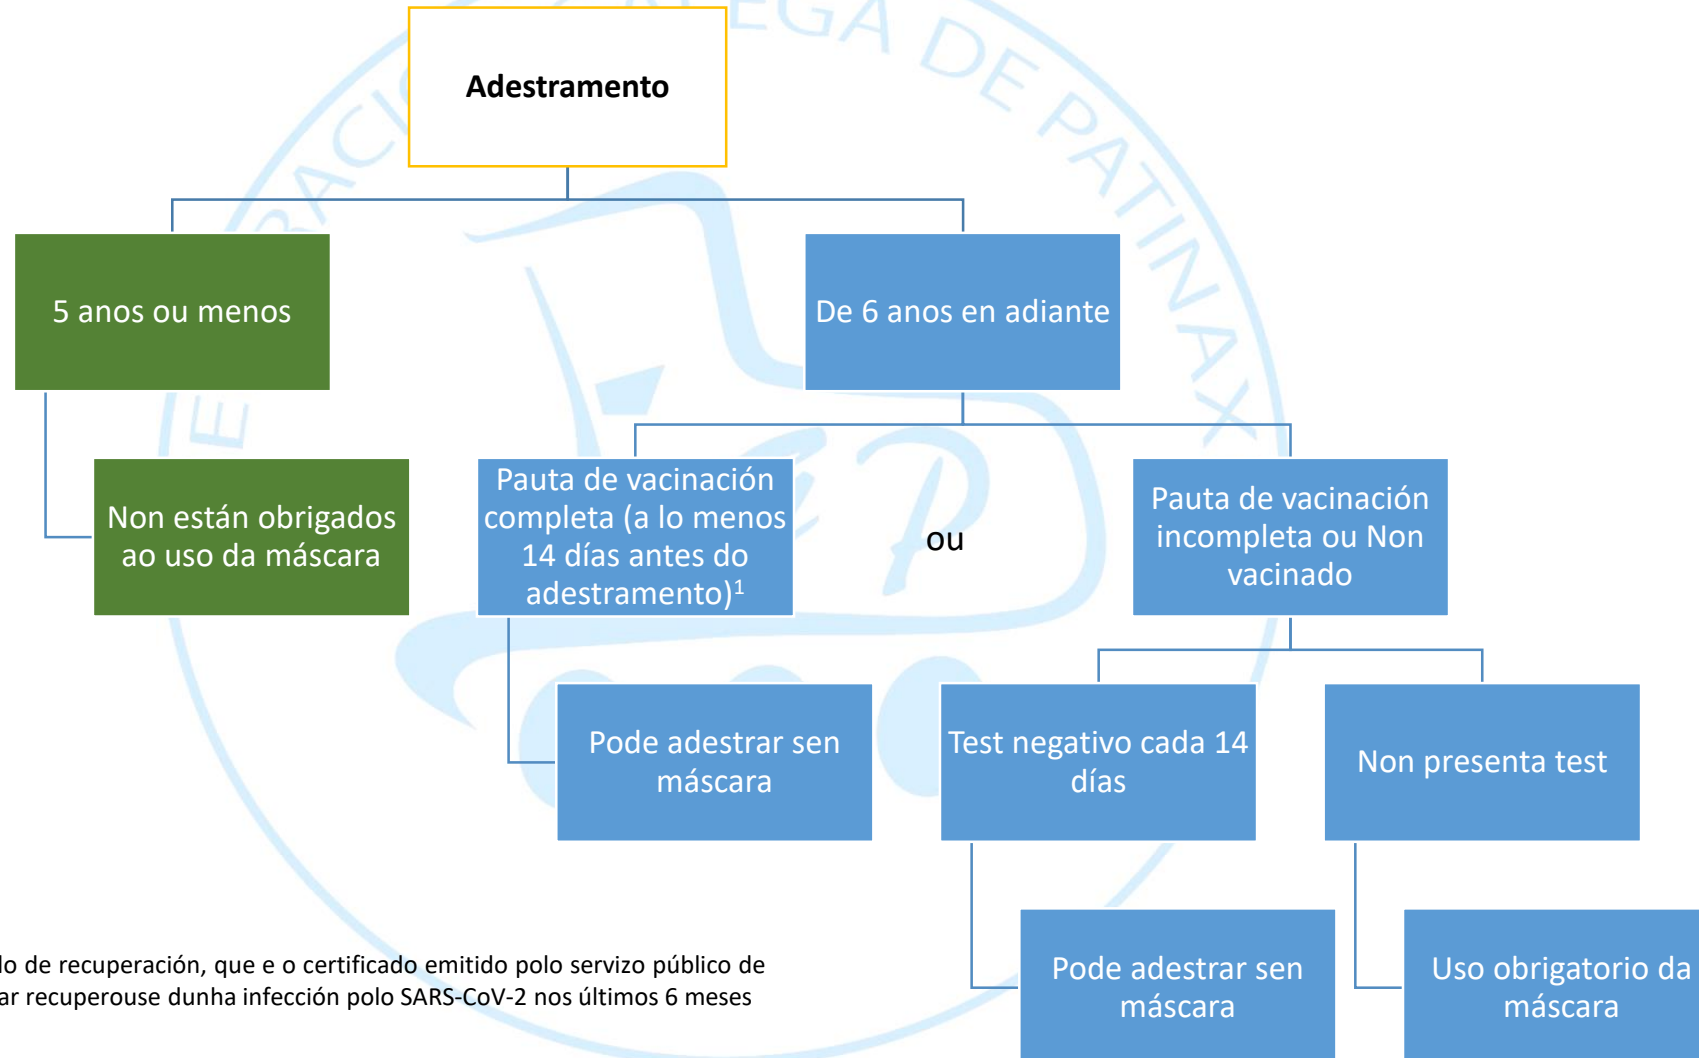 Adestramento
5 anos ou menos
De 6 anos en adiante
Non están obrigados
ao uso da máscara
Pauta de vacinación
completa (a lo menos
14 días antes do
adestramento)1
ou
Pauta de vacinación
incompleta ou Non
vacinado
Pode adestrar sen
máscara
Test negativo cada 14
días
Non presenta test
Pode adestrar sen
máscara
Uso obrigatorio da
máscara
de recuperación, que e o certificado emitido polo servizo público de
recuperouse dunha infección polo SARS-CoV-2 nos últimos 6 meses
DE PATINAX